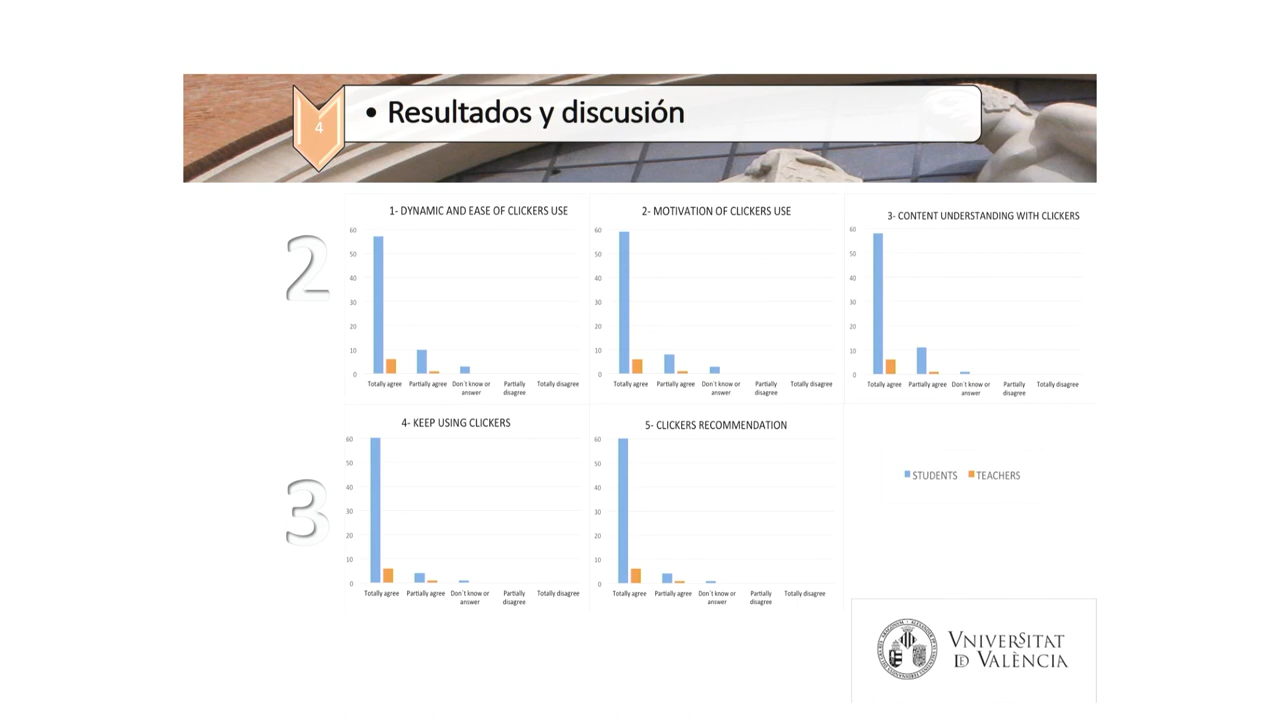 4
• Resultados y discusión
2
1- DYNAMIC AND EASE OF CLICKERS USE
60
50
40
30
20
10
0
Totally agree Partially agree Don´t know or answer Partially disagree Totally disagree
2- MOTIVATION OF CLICKERS USE
60
50
40
30
20
10
0
Totally agree Partially agree Don´t know or answer Partially disagree Totally disagree
3- CONTENT UNDERSTANDING WITH CLICKERS
60
50
40
30
20
10
0
Totally agree Partially agree Don´t know or answer Partially disagree Totally disagree
3
4- KEEP USING CLICKERS
60
50
40
30
20
10
0
Totally agree Partially agree Don´t know or answer Partially disagree Totally disagree
5- CLICKERS RECOMMENDATION
60
50
40
30
20
10
0
Totally agree Partially agree Don´t know or answer Partially disagree Totally disagree
STUDENTS TEACHERS
VNIVERSITAT
DE VALÈNCIA